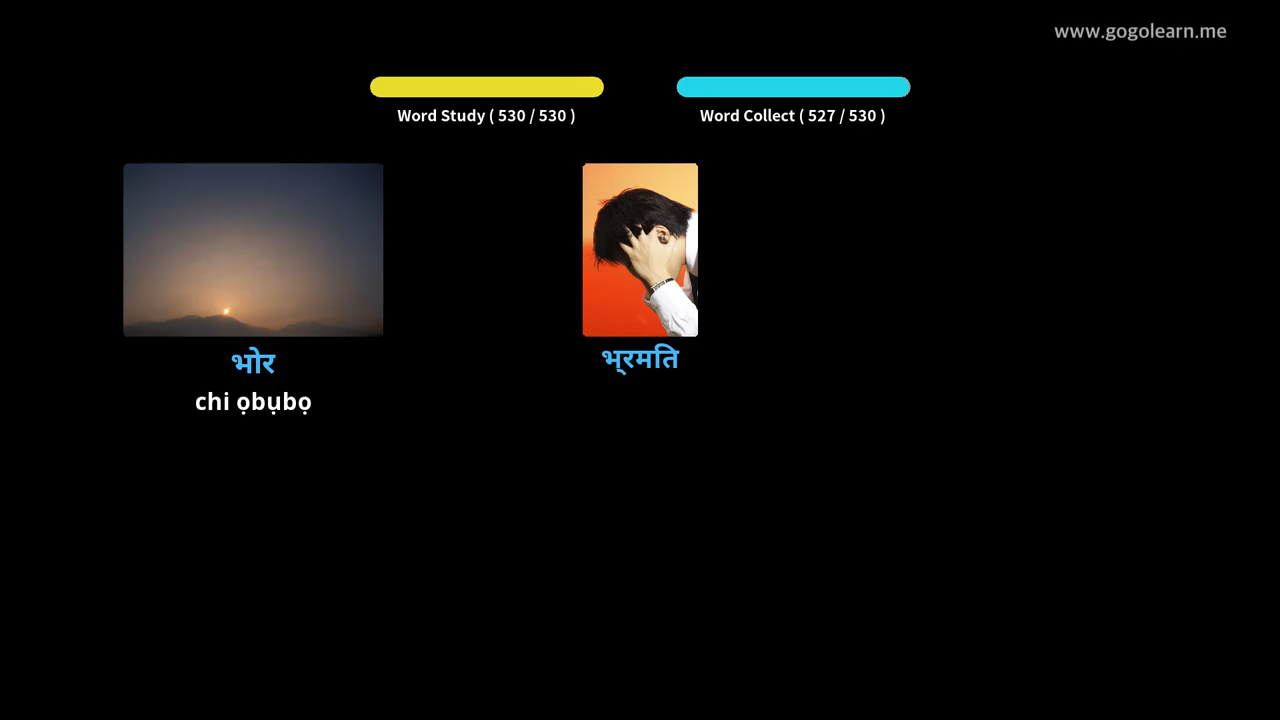 www.gogolearn.me
Word Study ( 530 / 530 )
Word Collect ( 527 / 530 )
भोर
chi ọbụbọ
भ्रमति